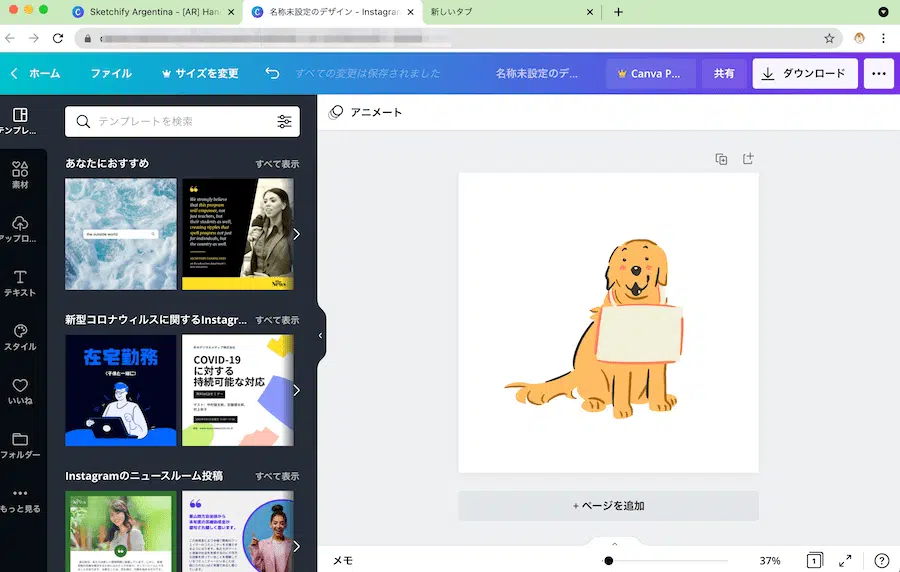 Sketchify Argentina - [AR] Han
名称未設定のデザイン - Instagra
新しいタブ
ホーム
ファイル
サイズを変更
すべての変更は保存されました
名称未設定のデ...
Canva P...
共有
ダウンロード
テンプレ...
素材
アップロ...
テキスト
スタイル
いいね
フォルダー
もっと見る
テンプレートを検索
あなたにおすすめ
すべて表示
the outside world
We strongly believe
that this program
will empower, not
just teachers, but
their students as well,
creating ripples that
spell progress not just
for individuals, but
the country as well.
新型コロナウィルスに関するInstagr...
すべて表示
在宅勤務
(子供と一緒に)
COVID-19
に対する
持続可能な対応
Instagramのニュースルーム投稿
すべて表示
アニメート
+ ページを追加
メモ
37%
1
?